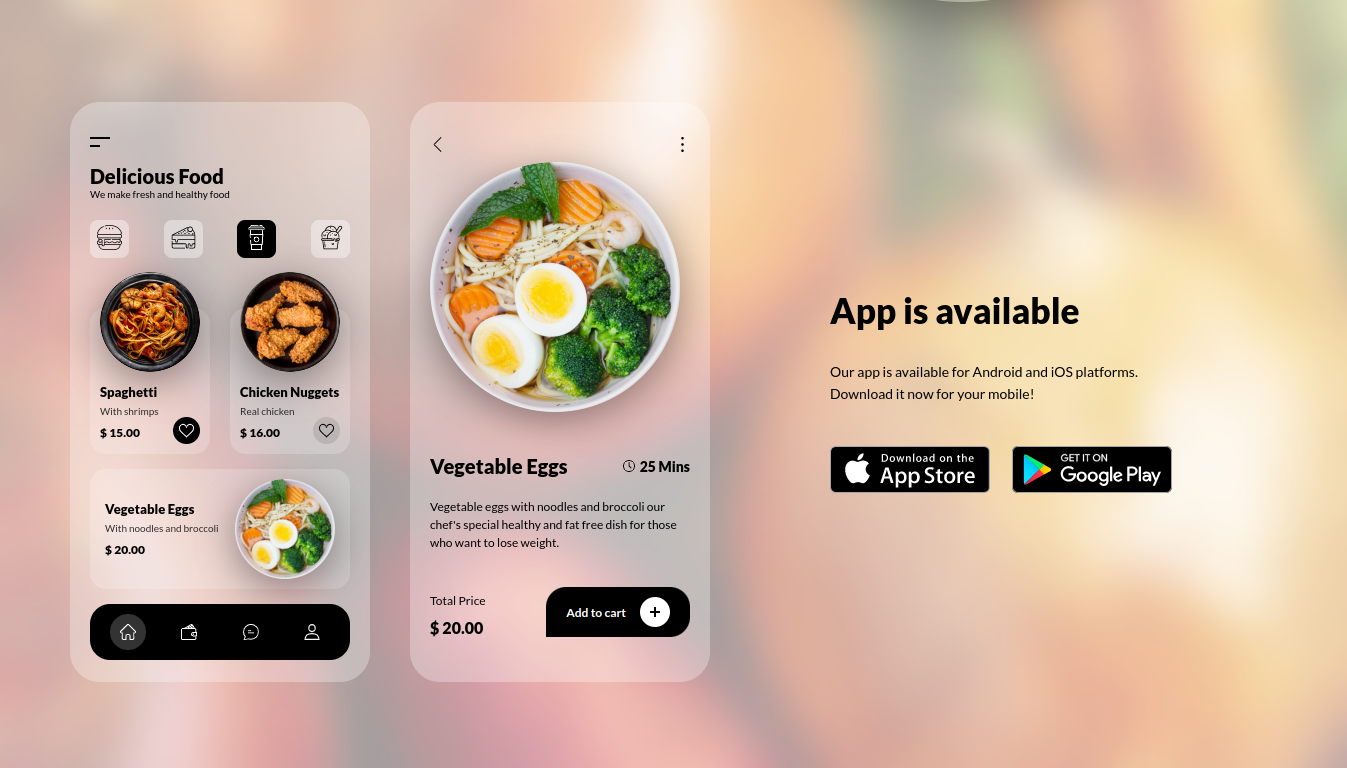 Delicious Food
We make fresh and healthy food
Spaghetti
With shrimps
$ 15.00
Chicken Nuggets
Real chicken
$ 16.00
Vegetable Eggs
With noodles and broccoli
$ 20.00
Vegetable Eggs
25 Mins
Vegetable eggs with noodles and broccoli our
chef's special healthy and fat free dish for those
who want to lose weight.
Total Price
$ 20.00
Add to cart
App is available
Our app is available for Android and iOS platforms.
Download it now for your mobile!
Download on the
App Store
GET IT ON
Google Play